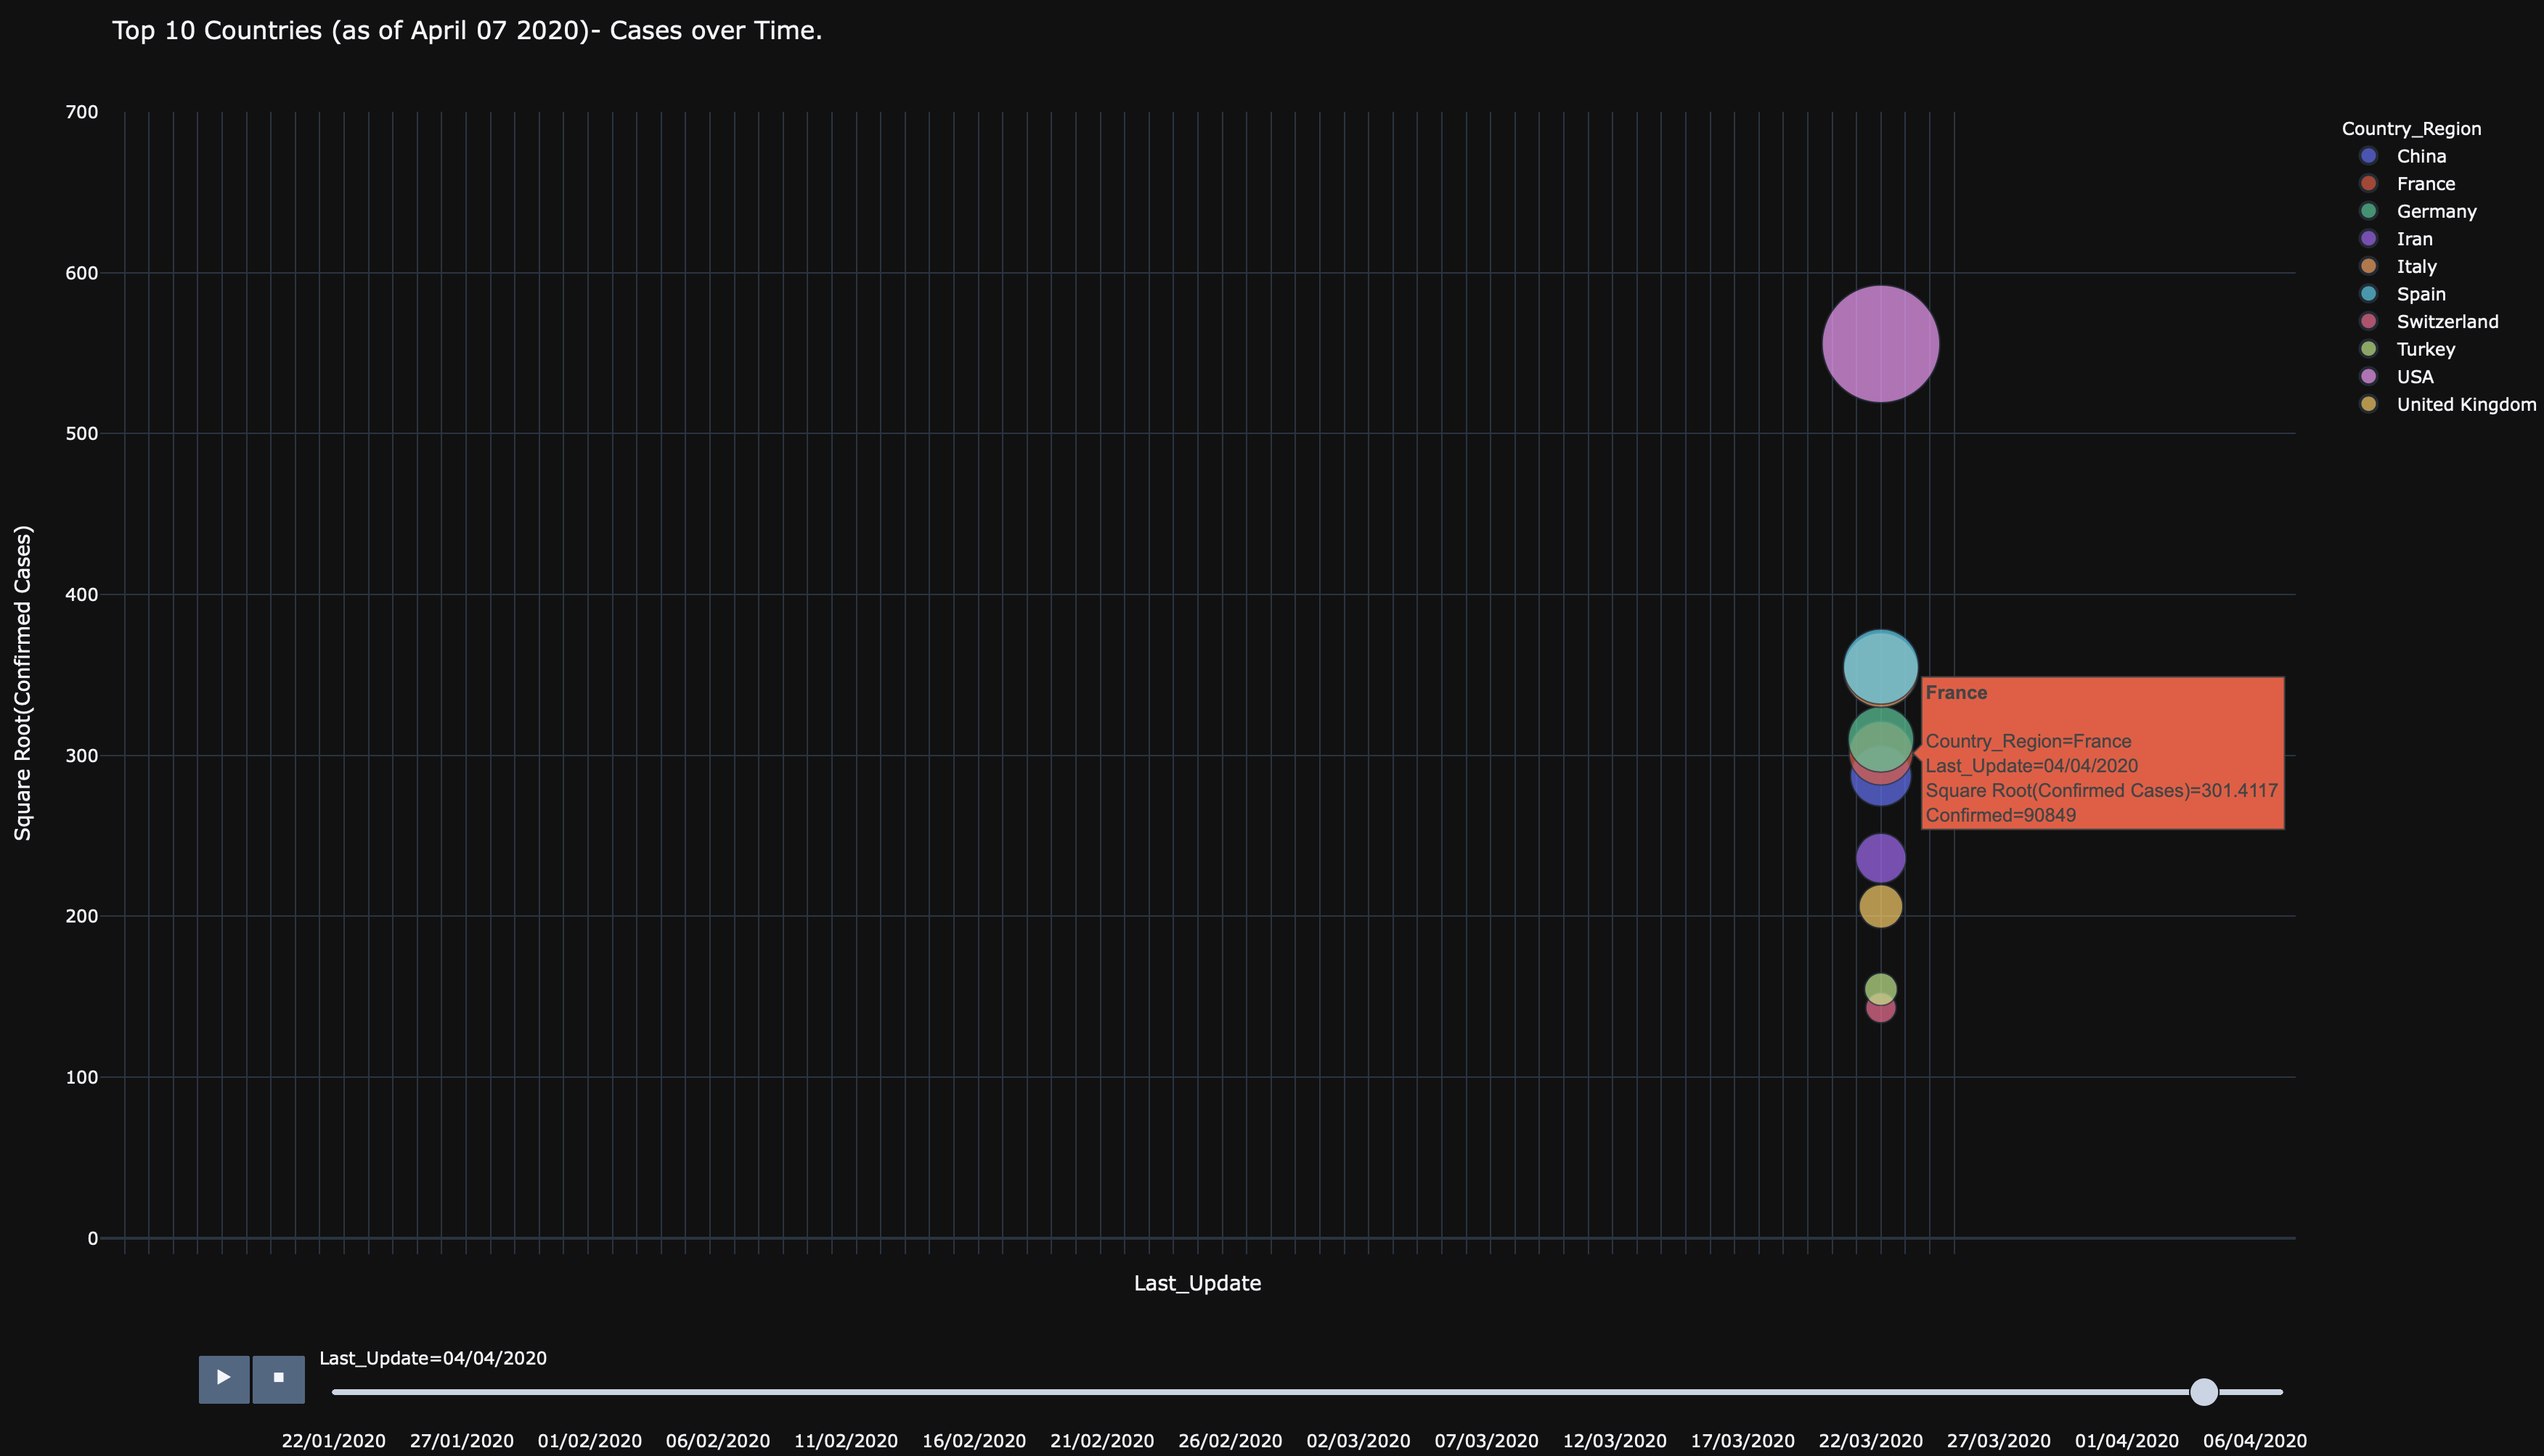 Top 10 Countries (as of April 07 2020)- Cases over Time.
700
600
500
400
300
200
100
0
Square Root(Confirmed Cases)
Last_Update
Country_Region
China
France
Germany
Iran
Italy
Spain
Switzerland
Turkey
USA
United Kingdom
France
Country_Region=France
Last_Update=04/04/2020
Square Root(Confirmed Cases)=301.4117
Confirmed=90849
Last_Update=04/04/2020
22/01/2020 27/01/2020 01/02/2020 06/02/2020 11/02/2020 16/02/2020 21/02/2020 26/02/2020 02/03/2020 07/03/2020 12/03/2020 17/03/2020 22/03/2020 27/03/2020 01/04/2020 06/04/2020